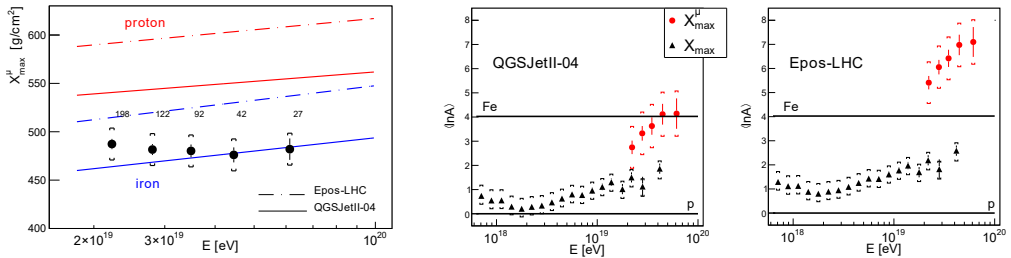 X^μ_max [g/cm²]
600
550
500
450
400
proton
198 122 92 42 27
iron
Epos-LHC
QGSJetII-04
2×10^19 3×10^19 10^20
E [eV]
⟨lnA⟩
8
7
6
5
4
3
2
1
0
X^μ_max
X_max
QGSJetII-04
Fe
p
10^18 10^19 10^20
E [eV]
⟨lnA⟩
8
7
6
5
4
3
2
1
0
Epos-LHC
Fe
p
10^18 10^19 10^20
E [eV]